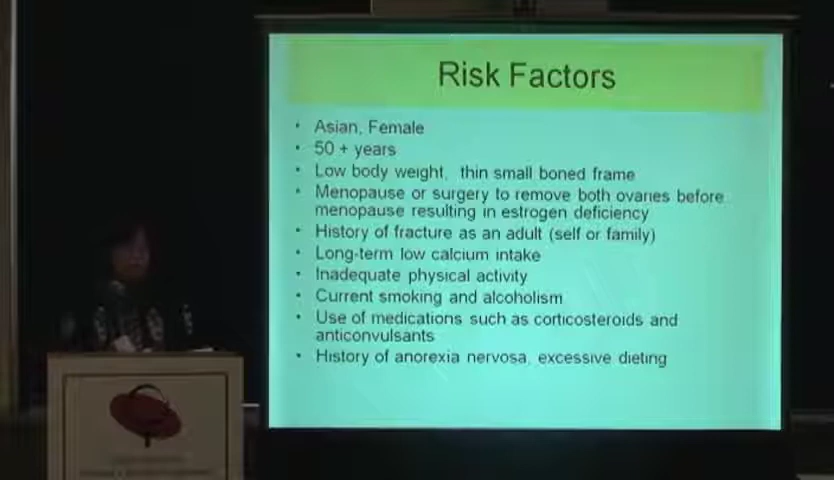 Risk Factors
• Asian, Female
• 50 + years
• Low body weight, thin small boned frame
• Menopause or surgery to remove both ovaries before
menopause resulting in estrogen deficiency
• History of fracture as an adult (self or family)
• Long-term low calcium intake
• Inadequate physical activity
• Current smoking and alcoholism
• Use of medications such as corticosteroids and
anticonvulsants
• History of anorexia nervosa, excessive dieting